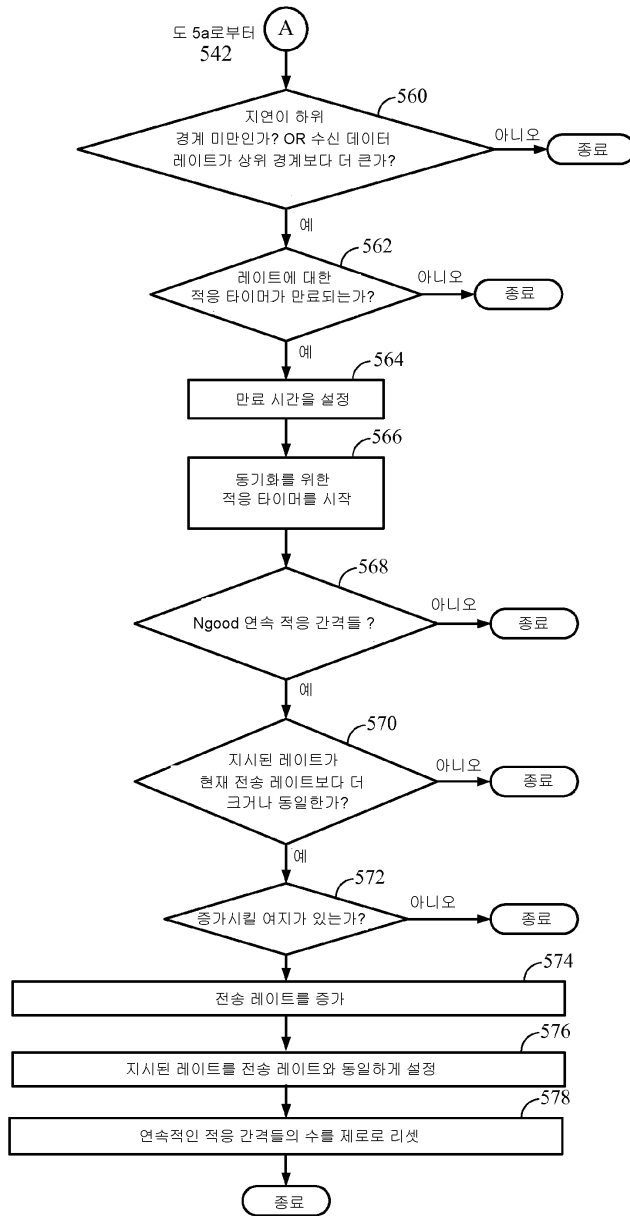 도 5a로부터
542
A
560
지연이 하위
경계 미만인가? OR 수신 데이터
레이트가 상위 경계보다 더 큰가?
아니오
종료
예
562
레이트에 대한
적응 타이머가 만료되는가?
아니오
종료
예
564
만료 시간을 설정
566
동기화를 위한
적응 타이머를 시작
568
Ngood 연속 적응 간격들 ?
아니오
종료
예
570
지시된 레이트가
현재 전송 레이트보다 더
크거나 동일한가?
아니오
종료
예
572
증가시킬 여지가 있는가?
아니오
종료
574
전송 레이트를 증가
576
지시된 레이트를 전송 레이트와 동일하게 설정
578
연속적인 적응 간격들의 수를 제로로 리셋
종료